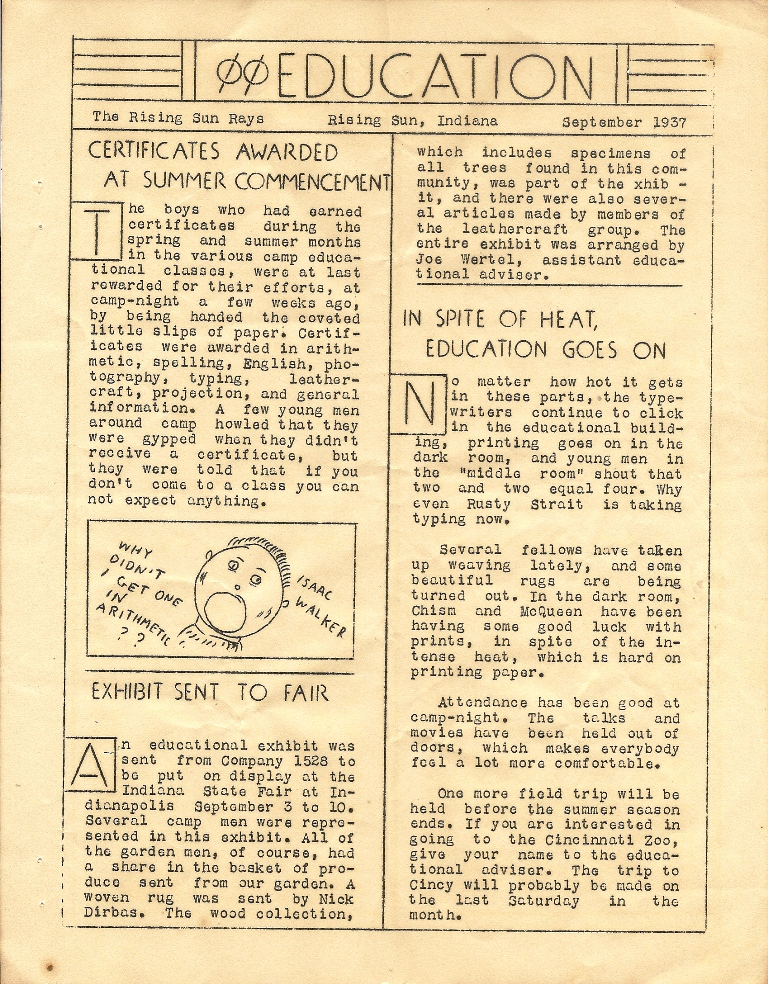 ØØ EDUCATION
The Rising Sun Rays Rising Sun, Indiana September 1937
CERTIFICATES AWARDED
AT SUMMER COMMENCEMENT
The boys who had earned
certificates during the
spring and summer months
in the various camp educa-
tional classes, were at last
rewarded for their efforts, at
camp-night a few weeks ago,
by being handed the coveted
little slips of paper. Certif-
icates were awarded in arith-
metic, spelling, English, pho-
tography, typing, leather-
craft, projection, and general
information. A few young men
around camp howled that they
were gypped when they didn't
receive a certificate, but
they were told that if you
don't come to a class you can
not expect anything.
WHY
DIDN'T
I GET ONE
IN
ARITHMETIC
? ?
ISAAC
WALKER
EXHIBIT SENT TO FAIR
An educational exhibit was
sent from Company 1528 to
be put on display at the
Indiana State Fair at In-
dianapolis September 3 to 10.
Several camp men were repre-
sented in this exhibit. All of
the garden men, of course, had
a share in the basket of pro-
duce sent from our garden. A
woven rug was sent by Nick
Dirbas. The wood collection,
which includes specimens of
all trees found in this com-
munity, was part of the xhib -
it, and there were also sever-
al articles made by members of
the leathercraft group. The
entire exhibit was arranged by
Joe Wertel, assistant educa-
tional adviser.
IN SPITE OF HEAT,
EDUCATION GOES ON
No matter how hot it gets
in these parts, the type-
writers continue to click
in the educational build-
ing, printing goes on in the
dark room, and young men in
the "middle room" shout that
two and two equal four. Why
even Rusty Strait is taking
typing now.
Several fellows have taken
up weaving lately, and some
beautiful rugs are being
turned out. In the dark room,
Chism and McQueen have been
having some good luck with
prints, in spite of the in-
tense heat, which is hard on
printing paper.
Attendance has been good at
camp-night. The talks and
movies have been held out of
doors, which makes everybody
feel a lot more comfortable.
One more field trip will be
held before the summer season
ends. If you are interested in
going to the Cincinnati Zoo,
give your name to the educa-
tional adviser. The trip to
Cincy will probably be made on
the last Saturday in the
month.